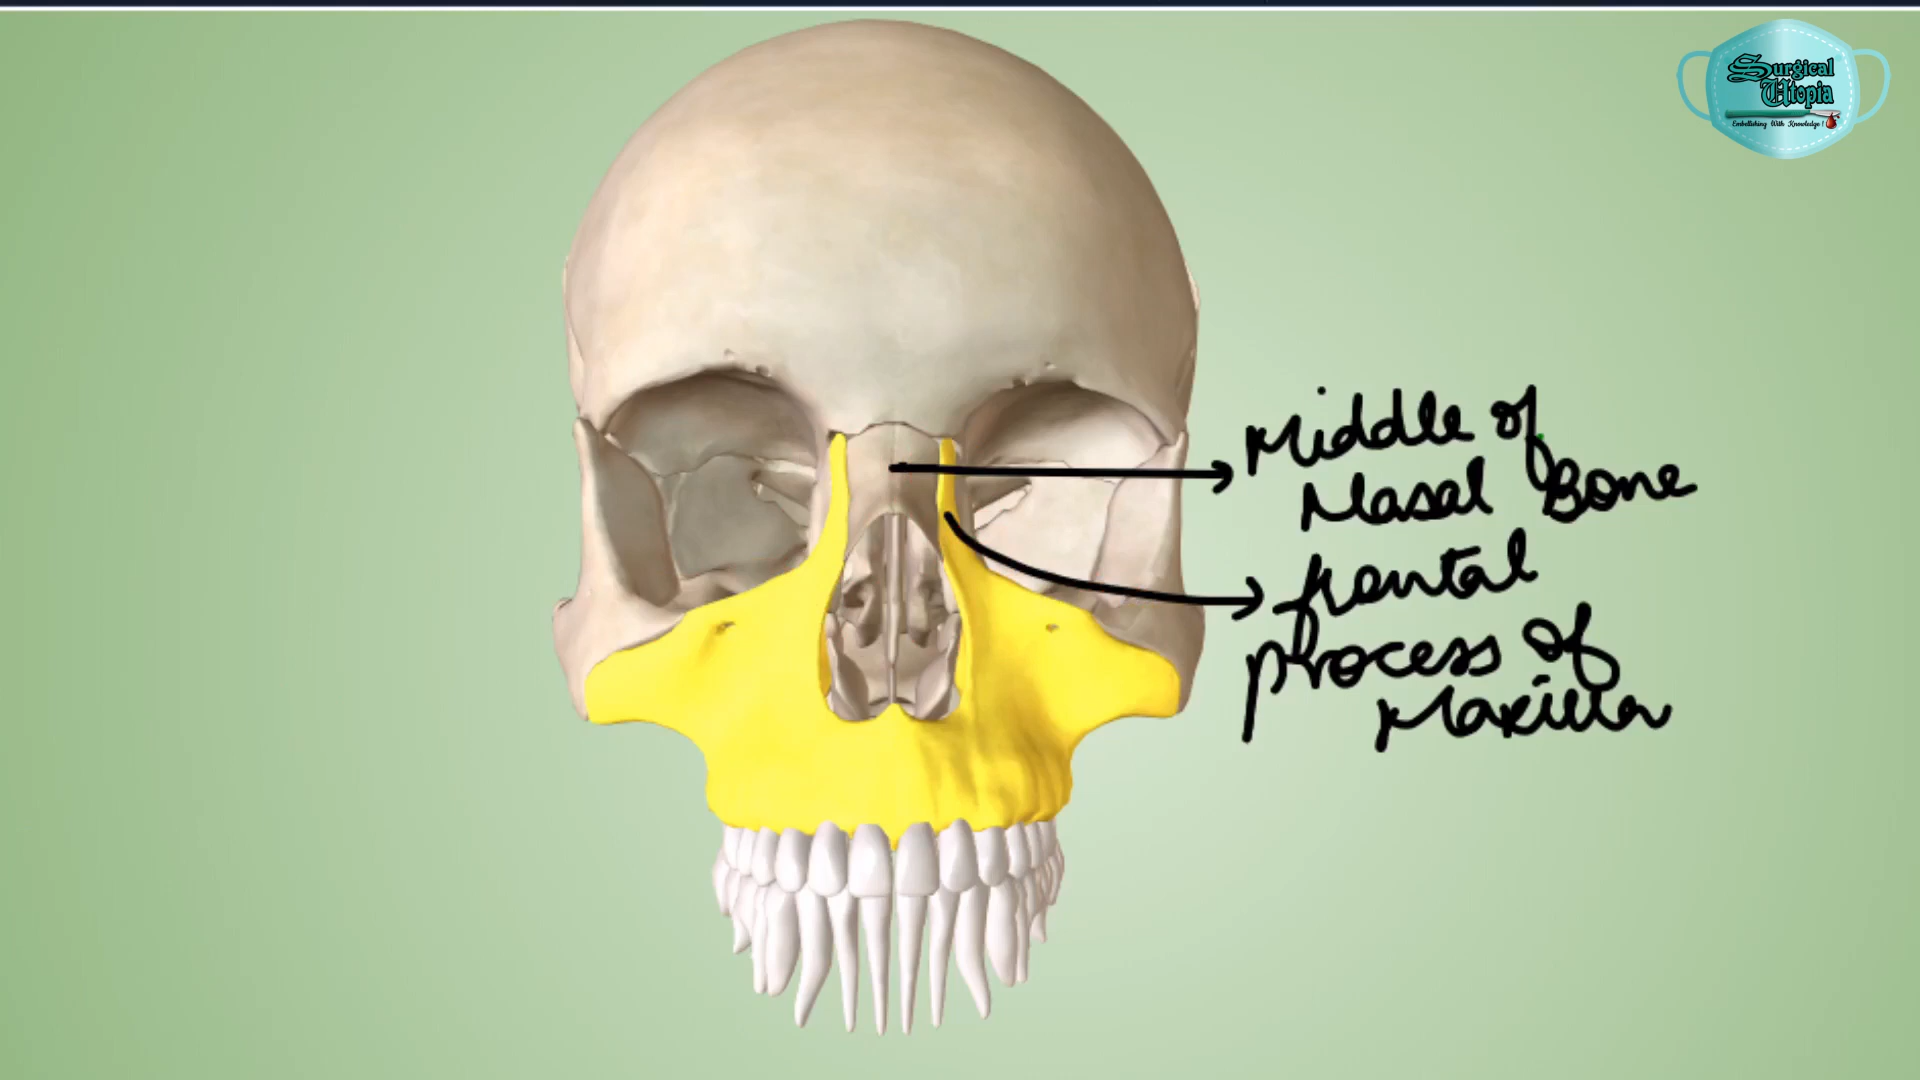 Surgical
Utopia
Embellishing With Knowledge !
Middle of
Nasal Bone
frontal
process of
Maxilla